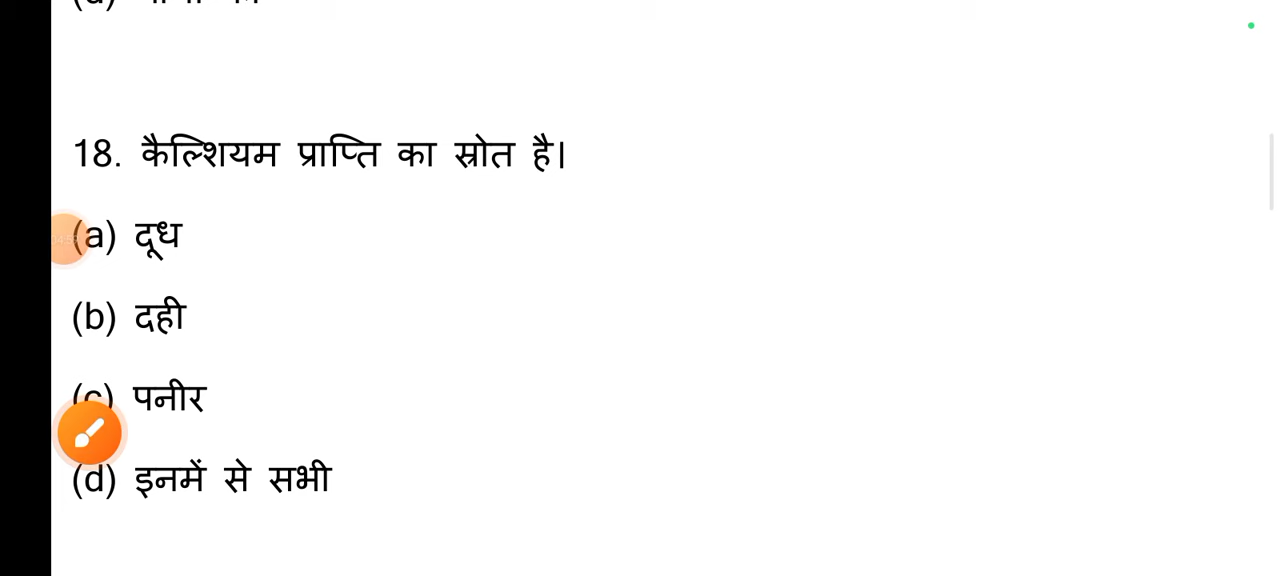 18. कैल्शियम प्राप्ति का स्रोत है।
(a) दूध
(b) दही
(c) पनीर
(d) इनमें से सभी